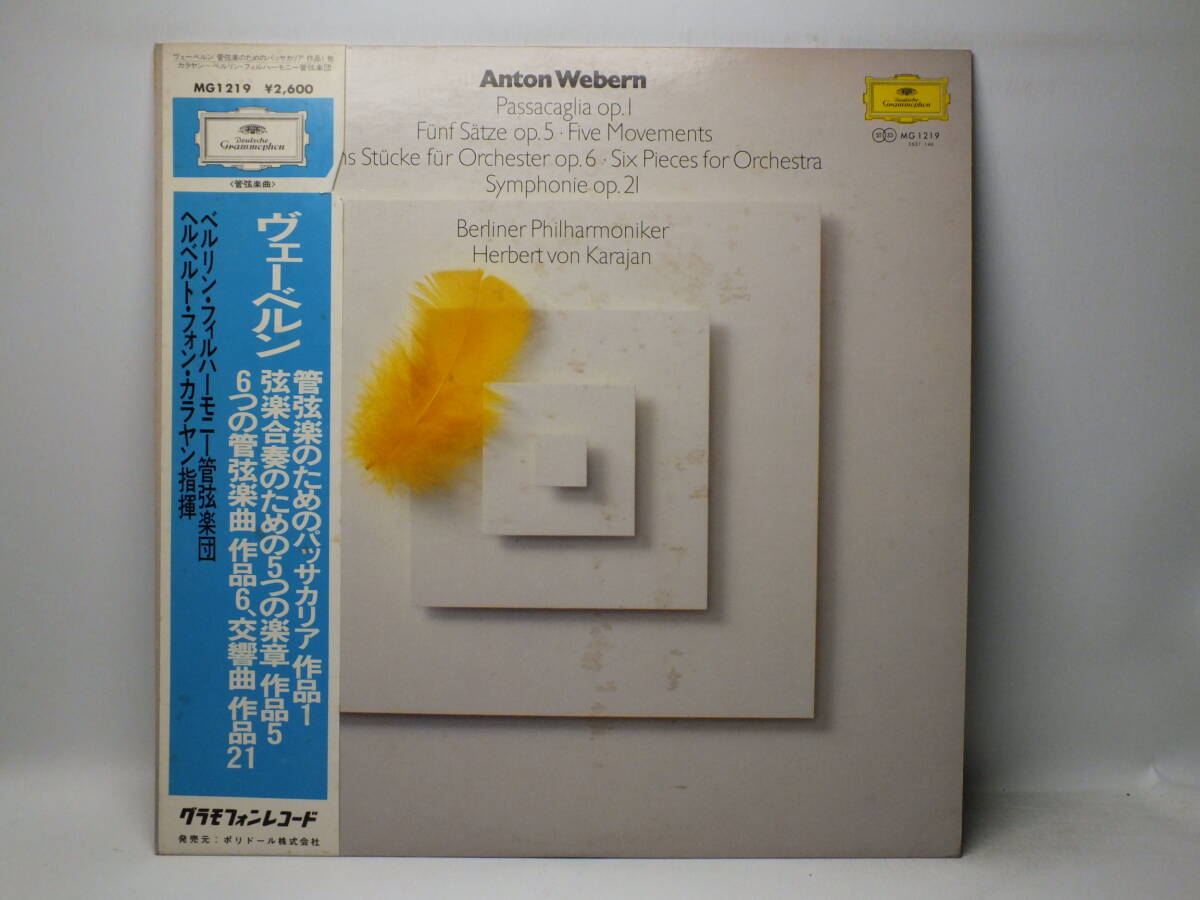 ヴェーベルン 管弦楽のためのパッサカリア 作品1 他
カラヤン〜ベルリン・フィルハーモニー管弦楽団
MG1219 ¥2,600
Deutsche
Grammophon
〈管弦楽曲〉
ヴェーベルン
管弦楽のためのパッサカリア 作品1
弦楽合奏のための5つの楽章 作品5
6つの管弦楽曲 作品6、交響曲 作品21
ベルリン・フィルハーモニー管弦楽団
ヘルベルト・フォン・カラヤン指揮
グラモフォンレコード
発売元:ポリドール株式会社
Anton Webern
Passacaglia op.1
Fünf Sätze op.5 · Five Movements
hs Stücke für Orchester op.6 · Six Pieces for Orchestra
Symphonie op.21
Berliner Philharmoniker
Herbert von Karajan
Deutsche
Grammophon
ST 33 MG 1219